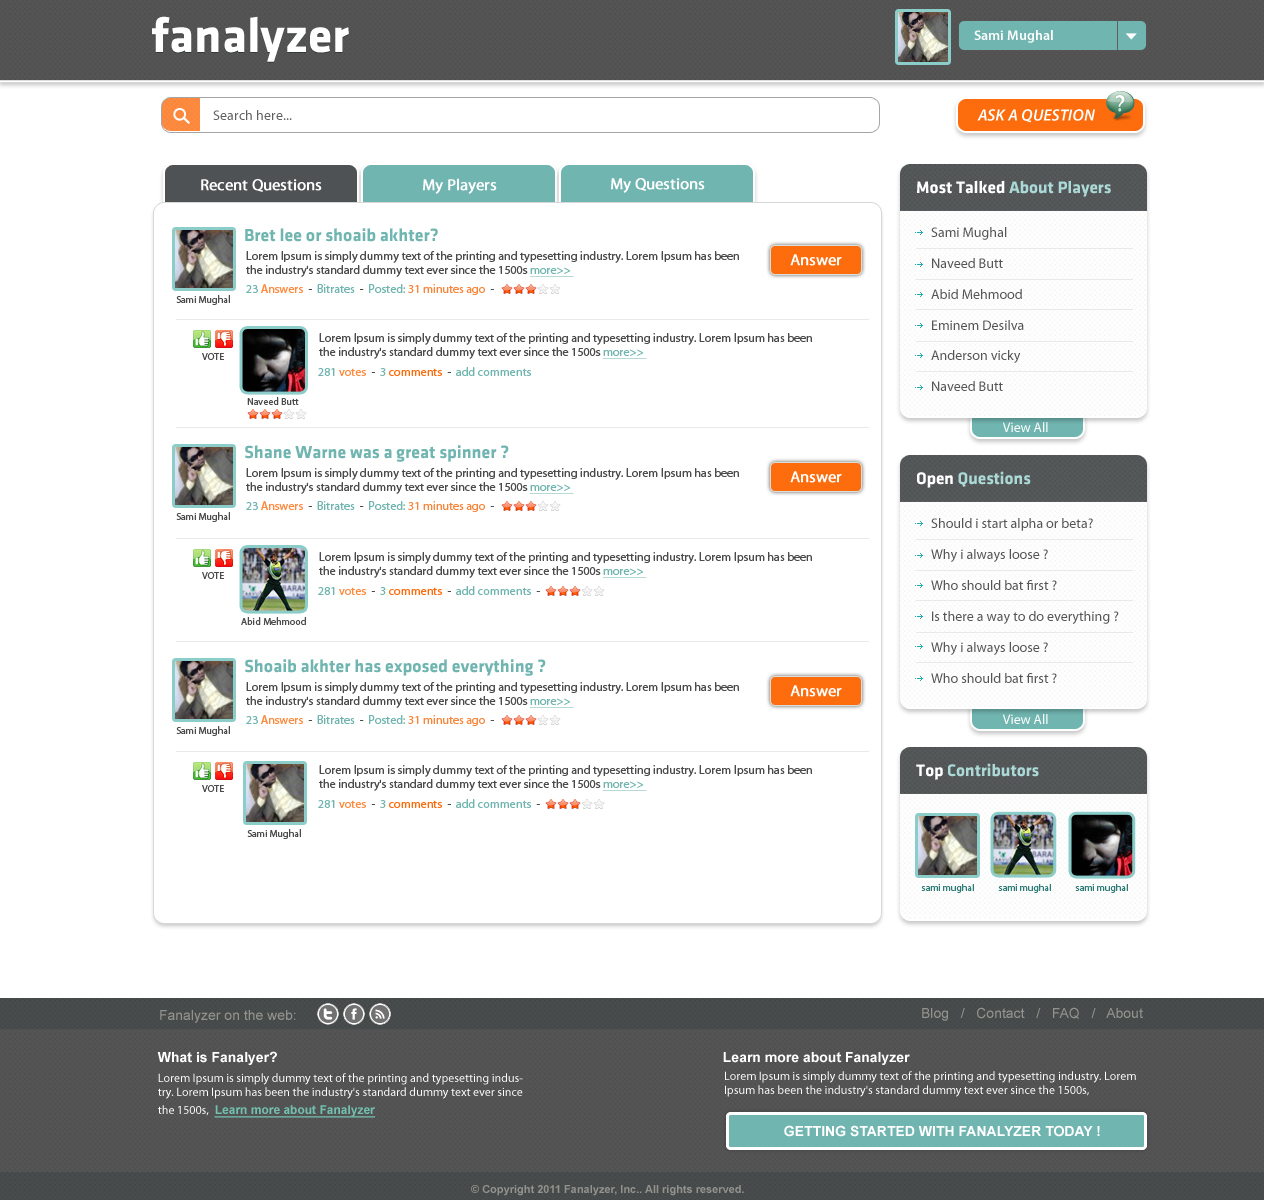 fanalyzer
Sami Mughal
Search here...
ASK A QUESTION ?
Recent Questions
My Players
My Questions
Bret lee or shoaib akhter?
Lorem Ipsum is simply dummy text of the printing and typesetting industry. Lorem Ipsum has been
the industry's standard dummy text ever since the 1500s more>>
23 Answers - Bitrates - Posted: 31 minutes ago -
Sami Mughal
Answer
VOTE
Lorem Ipsum is simply dummy text of the printing and typesetting industry. Lorem Ipsum has been
the industry's standard dummy text ever since the 1500s more>>
281 votes - 3 comments - add comments
Naveed Butt
Shane Warne was a great spinner ?
Lorem Ipsum is simply dummy text of the printing and typesetting industry. Lorem Ipsum has been
the industry's standard dummy text ever since the 1500s more>>
23 Answers - Bitrates - Posted: 31 minutes ago -
Sami Mughal
Answer
VOTE
Lorem Ipsum is simply dummy text of the printing and typesetting industry. Lorem Ipsum has been
the industry's standard dummy text ever since the 1500s more>>
281 votes - 3 comments - add comments -
Abid Mehmood
Shoaib akhter has exposed everything ?
Lorem Ipsum is simply dummy text of the printing and typesetting industry. Lorem Ipsum has been
the industry's standard dummy text ever since the 1500s more>>
23 Answers - Bitrates - Posted: 31 minutes ago -
Sami Mughal
Answer
VOTE
Lorem Ipsum is simply dummy text of the printing and typesetting industry. Lorem Ipsum has been
the industry's standard dummy text ever since the 1500s more>>
281 votes - 3 comments - add comments -
Sami Mughal
Most Talked About Players
Sami Mughal
Naveed Butt
Abid Mehmood
Eminem Desilva
Anderson vicky
Naveed Butt
View All
Open Questions
Should i start alpha or beta?
Why i always loose ?
Who should bat first ?
Is there a way to do everything ?
Why i always loose ?
Who should bat first ?
View All
Top Contributors
sami mughal
sami mughal
sami mughal
Fanalyzer on the web:
Blog / Contact / FAQ / About
What is Fanalyer?
Lorem Ipsum is simply dummy text of the printing and typesetting indus-
try. Lorem Ipsum has been the industry's standard dummy text ever since
the 1500s, Learn more about Fanalyzer
Learn more about Fanalyzer
Lorem Ipsum is simply dummy text of the printing and typesetting industry. Lorem
Ipsum has been the industry's standard dummy text ever since the 1500s,
GETTING STARTED WITH FANALYZER TODAY !
© Copyright 2011 Fanalyzer, Inc.. All rights reserved.